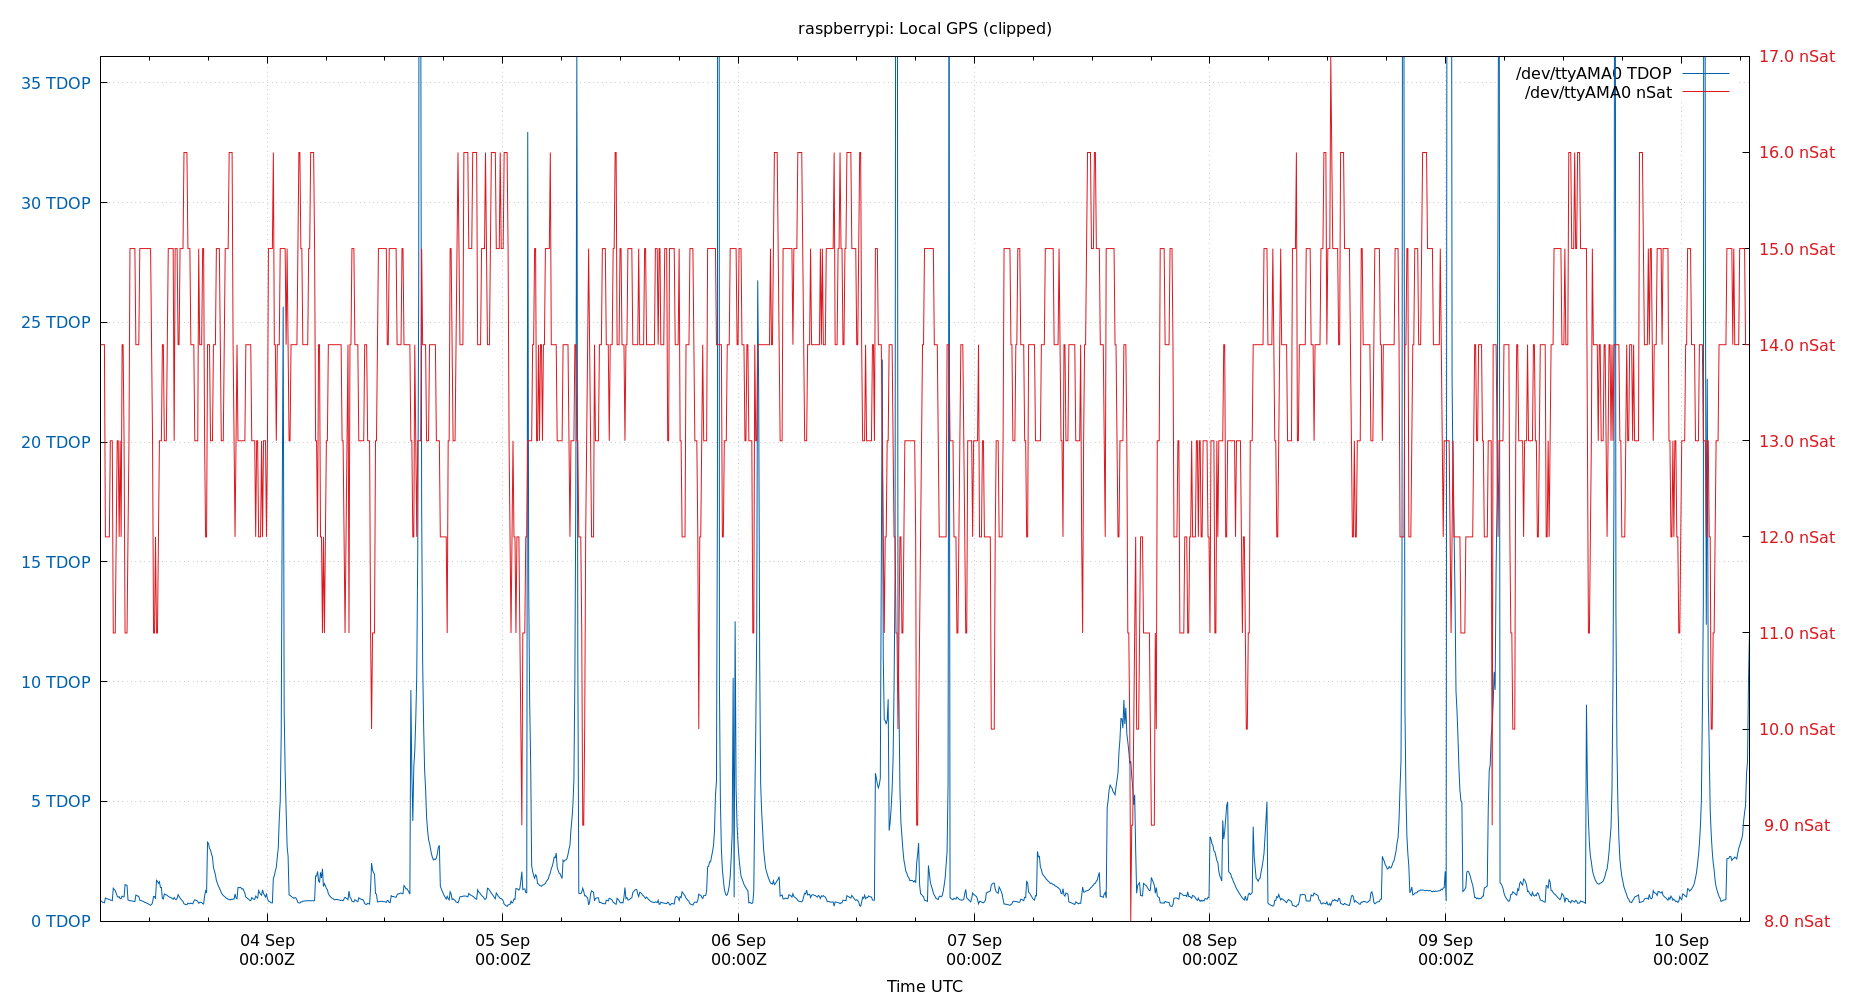 raspberrypi: Local GPS (clipped)
35 TDOP
30 TDOP
25 TDOP
20 TDOP
15 TDOP
10 TDOP
5 TDOP
0 TDOP
17.0 nSat
16.0 nSat
15.0 nSat
14.0 nSat
13.0 nSat
12.0 nSat
11.0 nSat
10.0 nSat
9.0 nSat
8.0 nSat
/dev/ttyAMA0 TDOP
/dev/ttyAMA0 nSat
04 Sep
00:00Z
05 Sep
00:00Z
06 Sep
00:00Z
07 Sep
00:00Z
08 Sep
00:00Z
09 Sep
00:00Z
10 Sep
00:00Z
Time UTC